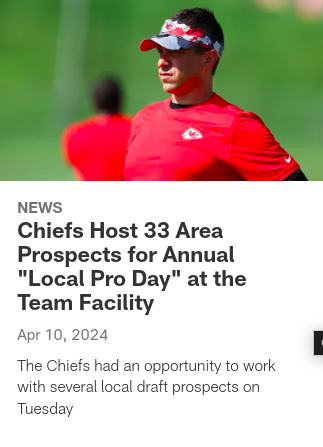 NEWS
Chiefs Host 33 Area
Prospects for Annual
"Local Pro Day" at the
Team Facility
Apr 10, 2024
The Chiefs had an opportunity to work
with several local draft prospects on
Tuesday